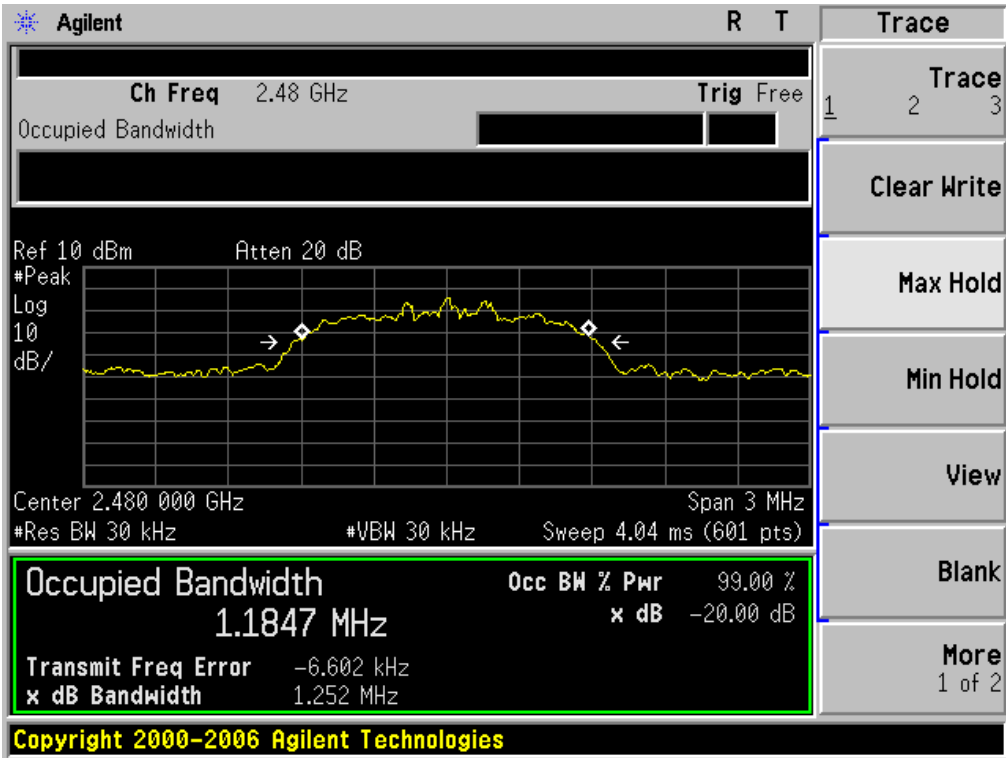 Agilent R T Trace
Ch Freq 2.48 GHz Trig Free
Occupied Bandwidth
Trace
1 2 3
Clear Write
Max Hold
Min Hold
View
Blank
More
1 of 2
Ref 10 dBm Atten 20 dB
#Peak
Log
10
dB/
Center 2.480 000 GHz Span 3 MHz
#Res BW 30 kHz #VBW 30 kHz Sweep 4.04 ms (601 pts)
Occupied Bandwidth Occ BW % Pwr 99.00 %
1.1847 MHz x dB -20.00 dB
Transmit Freq Error -6.602 kHz
x dB Bandwidth 1.252 MHz
Copyright 2000-2006 Agilent Technologies